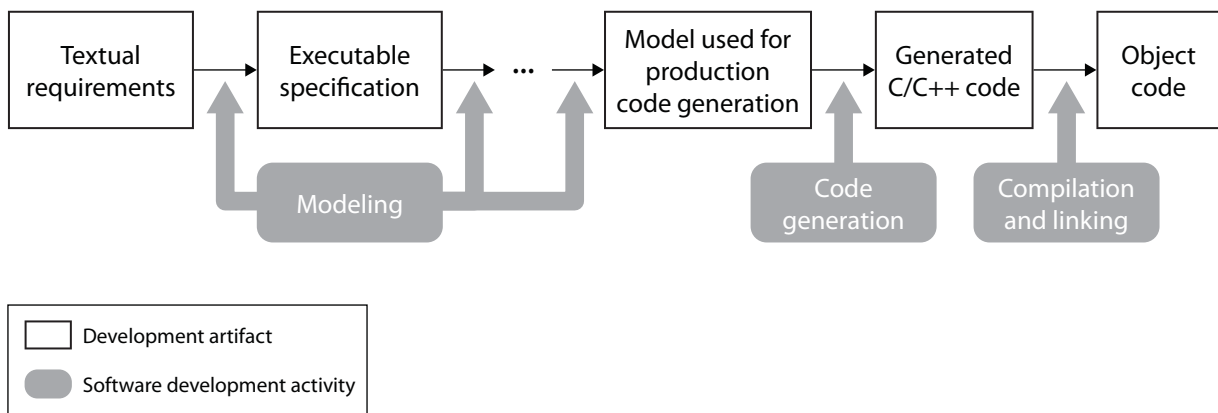 Textual
requirements
Executable
specification
...
Model used for
production
code generation
Generated
C/C++ code
Object
code
Modeling
Code
generation
Compilation
and linking
Development artifact
Software development activity